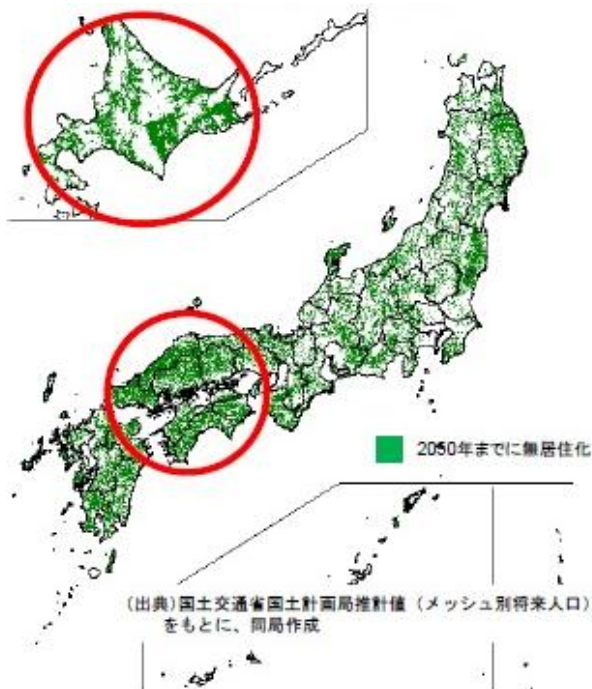 2050年までに無居住化
(出典)国土交通省国土計画局推計値（メッシュ別将来人口）
をもとに、同局作成